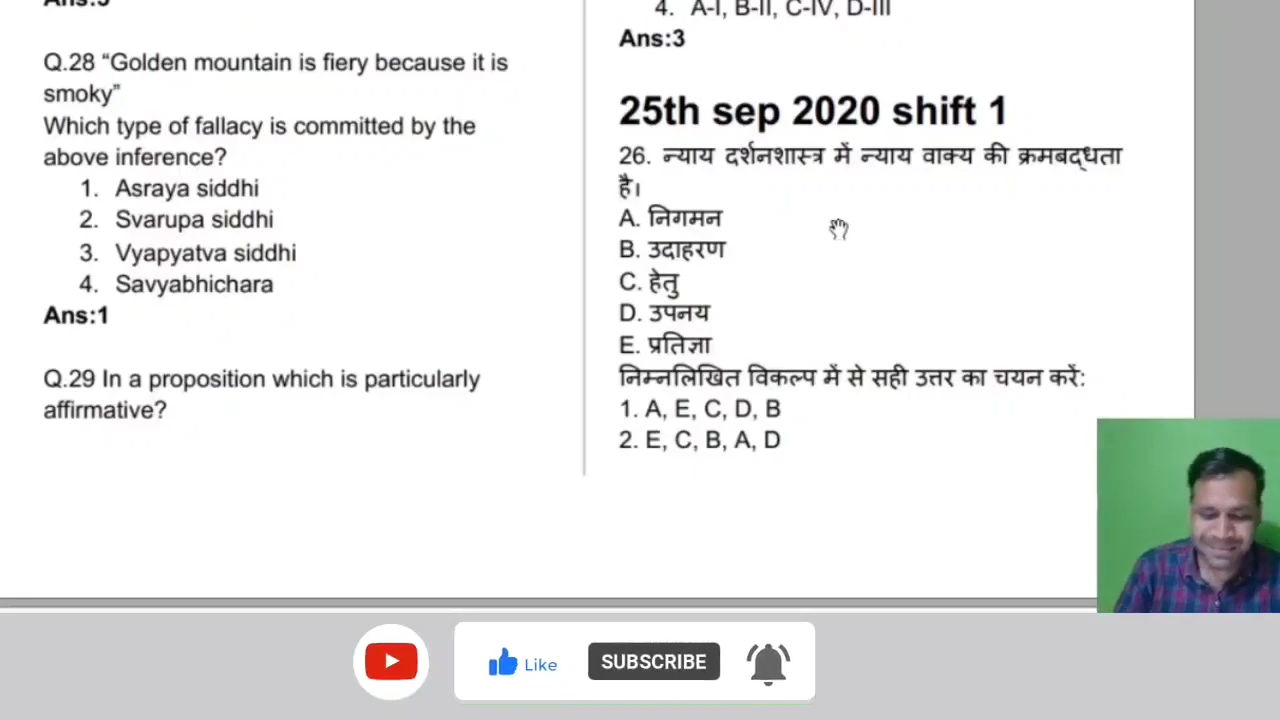 Ans:3
Q.28 “Golden mountain is fiery because it is
smoky”
Which type of fallacy is committed by the
above inference?
1. Asraya siddhi
2. Svarupa siddhi
3. Vyapyatva siddhi
4. Savyabhichara
Ans:1
Q.29 In a proposition which is particularly
affirmative?
4. A-I, B-II, C-IV, D-III
Ans:3
25th sep 2020 shift 1
26. न्याय दर्शनशास्त्र में न्याय वाक्य की क्रमबद्धता
है।
A. निगमन
B. उदाहरण
C. हेतु
D. उपनय
E. प्रतिज्ञा
निम्नलिखित विकल्प में से सही उत्तर का चयन करें:
1. A, E, C, D, B
2. E, C, B, A, D
Like
SUBSCRIBE